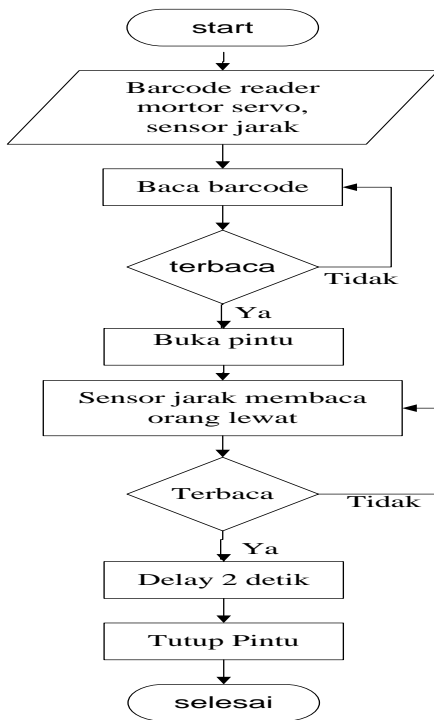 start
Barcode reader
mortor servo,
sensor jarak
Baca barcode
terbaca
Tidak
Ya
Buka pintu
Sensor jarak membaca
orang lewat
Terbaca
Tidak
Ya
Delay 2 detik
Tutup Pintu
selesai